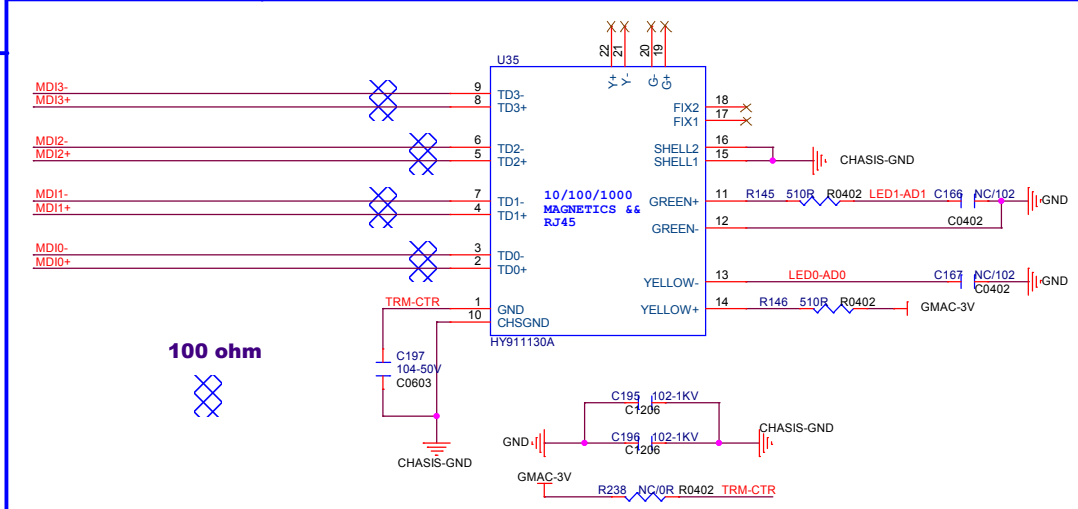 22
21
20
19
U35
Y+
Y-
G-
G+
MDI3-
9
TD3-
MDI3+
8
TD3+
FIX2
18
FIX1
17
MDI2-
6
TD2-
SHELL2
16
MDI2+
5
TD2+
SHELL1
15
CHASIS-GND
MDI1-
7
TD1-
10/100/1000
MAGNETICS &&
RJ45
GREEN+
11
R145 510R R0402 LED1-AD1 C166 NC/102
GND
MDI1+
4
TD1+
C0402
GREEN-
12
MDI0-
3
TD0-
MDI0+
2
TD0+
YELLOW-
13
LED0-AD0
C167 NC/102
C0402
GND
TRM-CTR
1
GND
YELLOW+
14
R146 510R R0402
GMAC-3V
10
CHSGND
HY911130A
100 ohm
C197
104-50V
C0603
CHASIS-GND
C195 102-1KV
C1206
GND
C196 102-1KV
C1206
CHASIS-GND
GMAC-3V
R238 NC/0R R0402 TRM-CTR